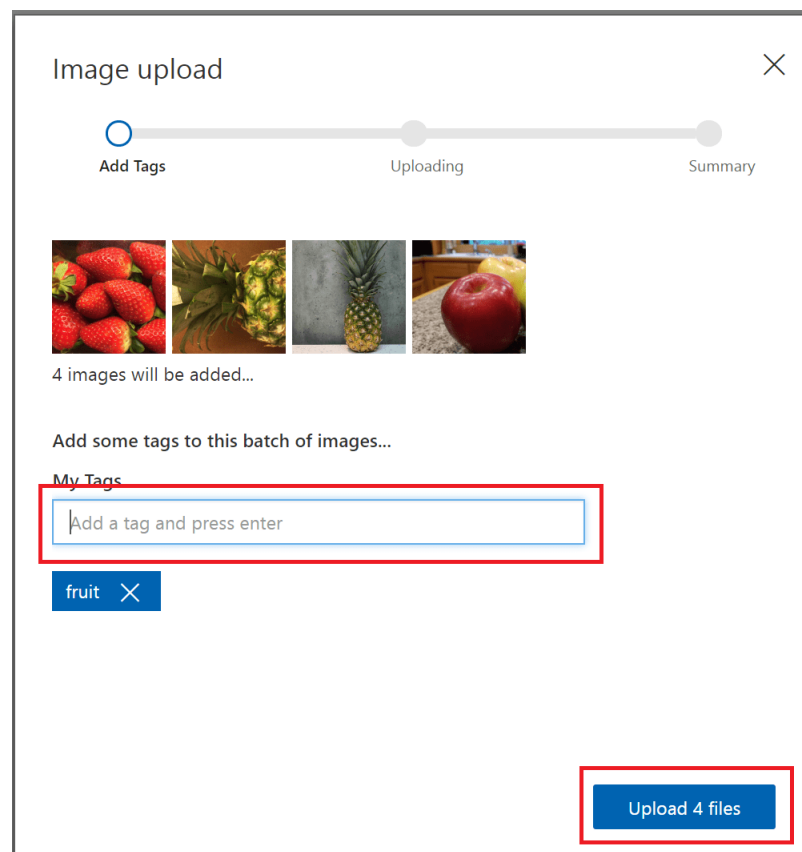 Image upload
Add Tags Uploading Summary
4 images will be added...
Add some tags to this batch of images...
My Tags
Add a tag and press enter
fruit
Upload 4 files